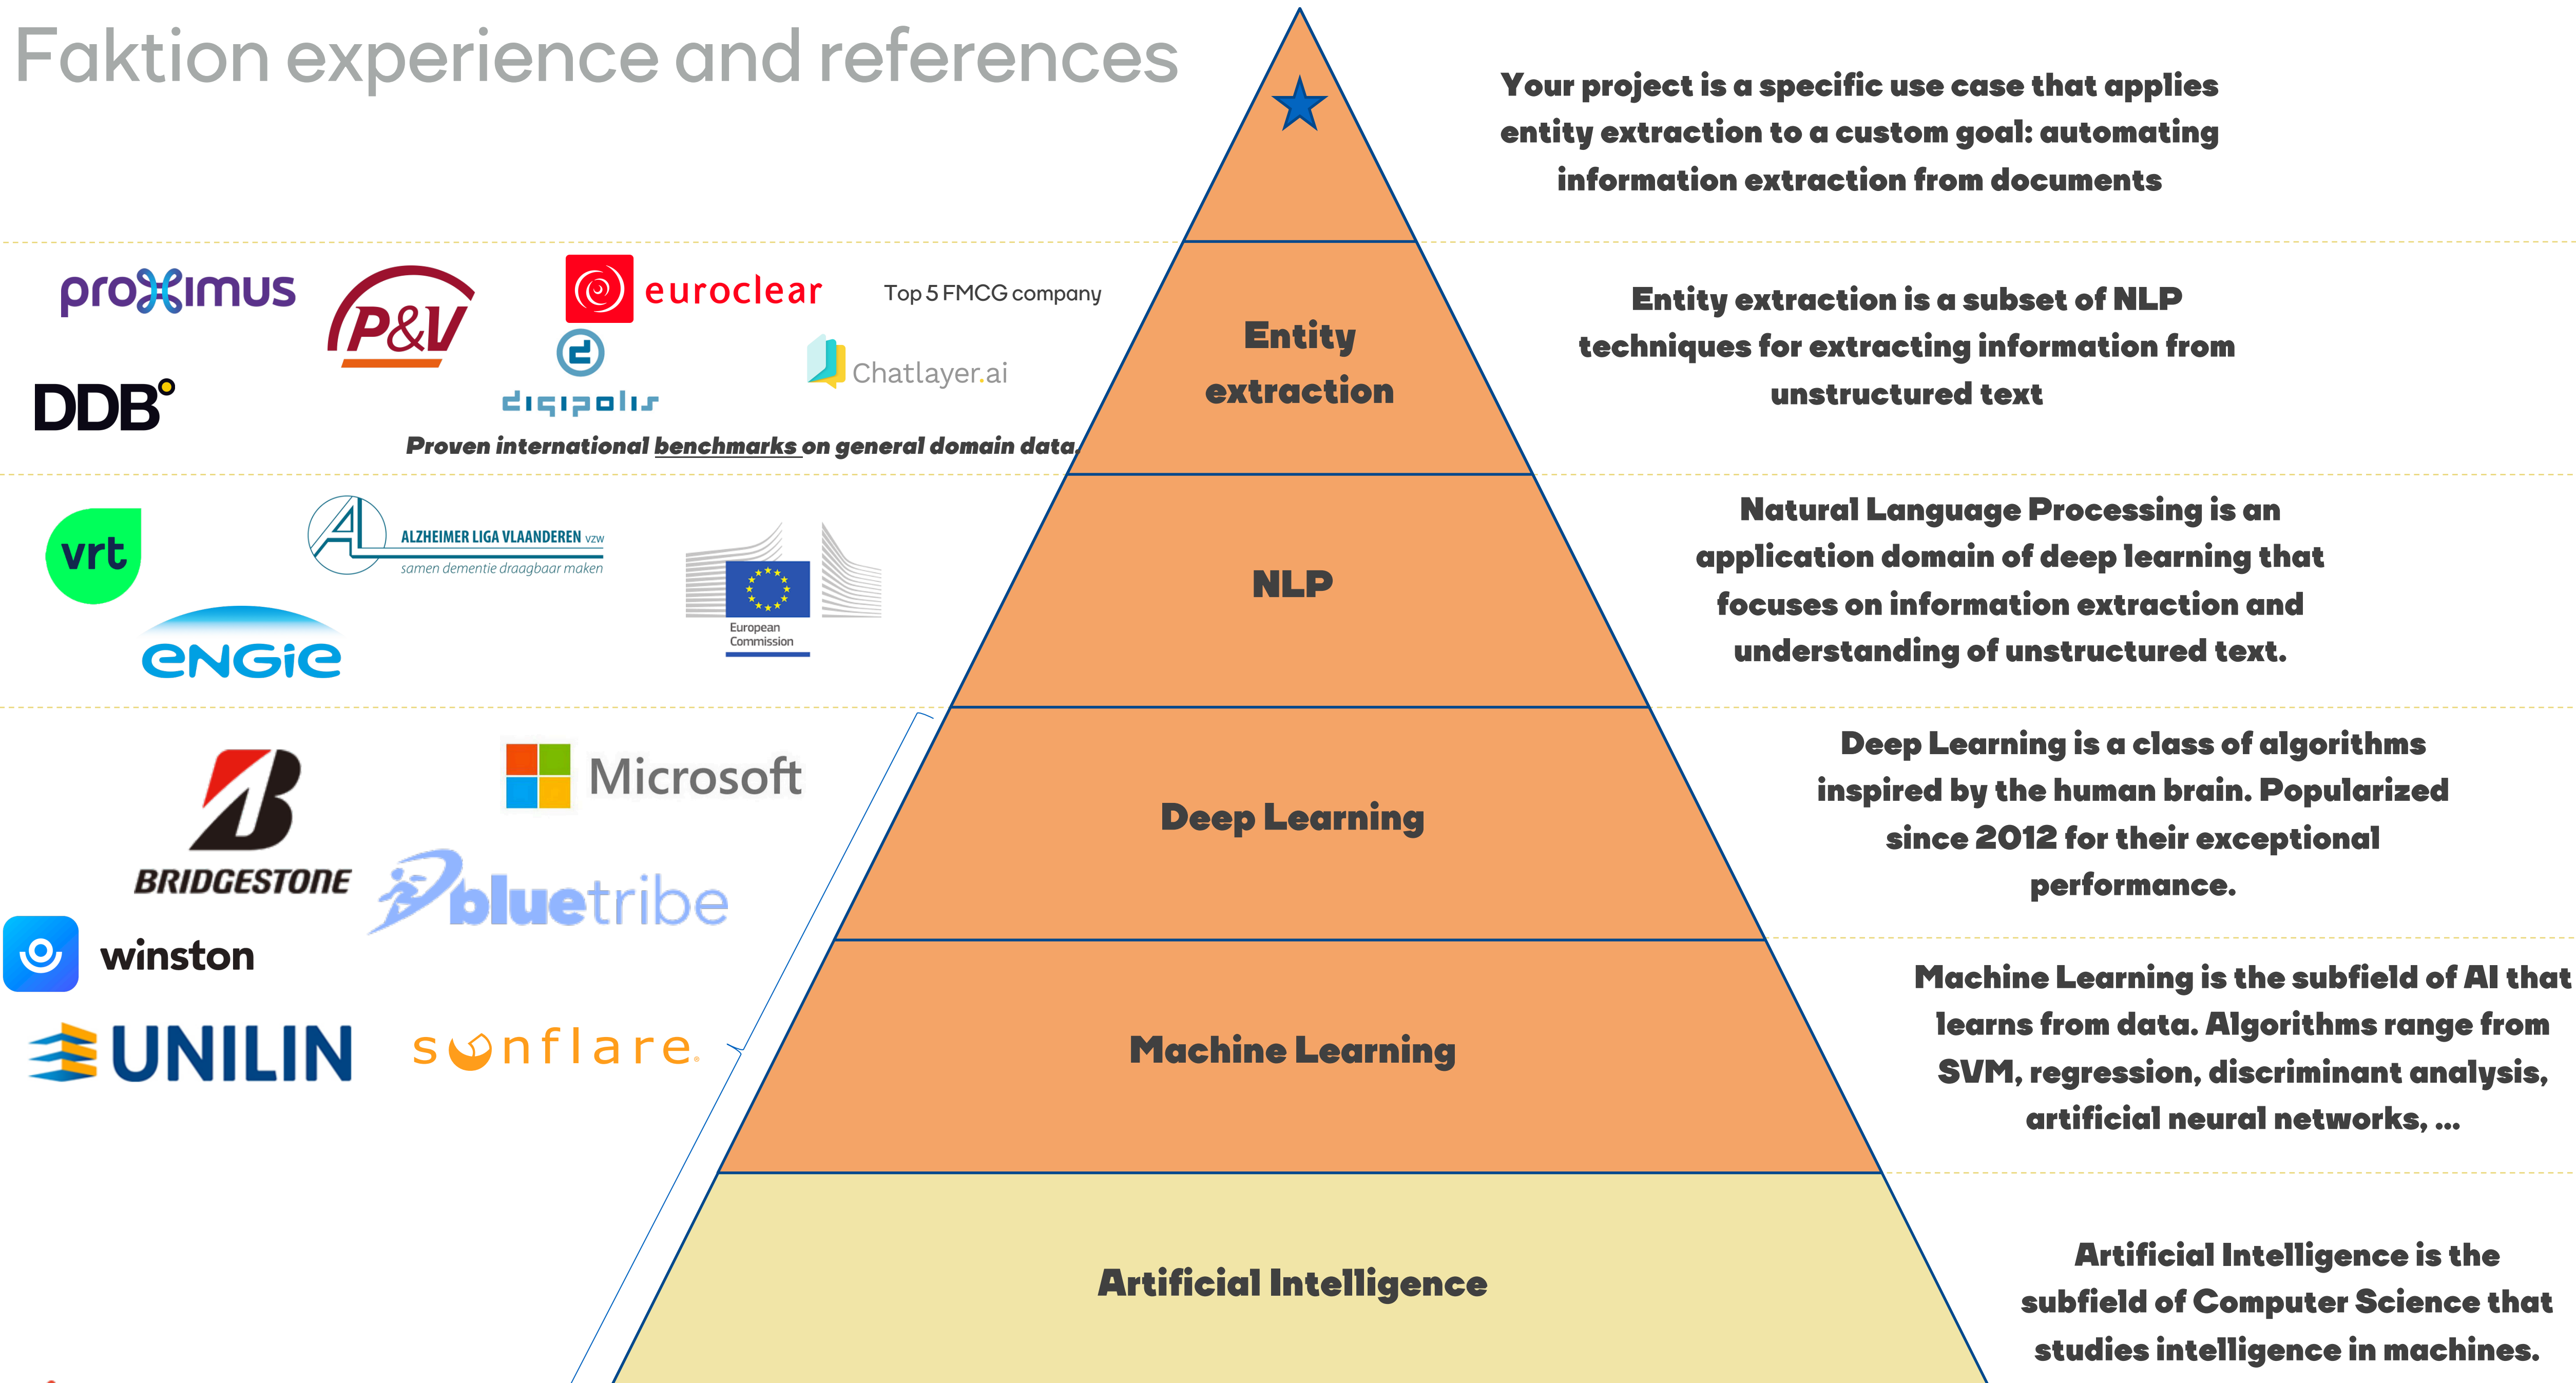 Faktion experience and references
Your project is a specific use case that applies
entity extraction to a custom goal: automating
information extraction from documents
proximus
P&V
euroclear
Top 5 FMCG company
DDB
digipolis
Chatlayer.ai
Proven international benchmarks on general domain data.
Entity
extraction
Entity extraction is a subset of NLP
techniques for extracting information from
unstructured text
vrt
ALZHEIMER LIGA VLAANDEREN vzw
samen dementie draagbaar maken
ENGIE
European
Commission
NLP
Natural Language Processing is an
application domain of deep learning that
focuses on information extraction and
understanding of unstructured text.
BRIDGESTONE
Microsoft
bluetribe
winston
UNILIN
sunflare
Deep Learning
Deep Learning is a class of algorithms
inspired by the human brain. Popularized
since 2012 for their exceptional
performance.
Machine Learning
Machine Learning is the subfield of AI that
learns from data. Algorithms range from
SVM, regression, discriminant analysis,
artificial neural networks, ...
Artificial Intelligence
Artificial Intelligence is the
subfield of Computer Science that
studies intelligence in machines.